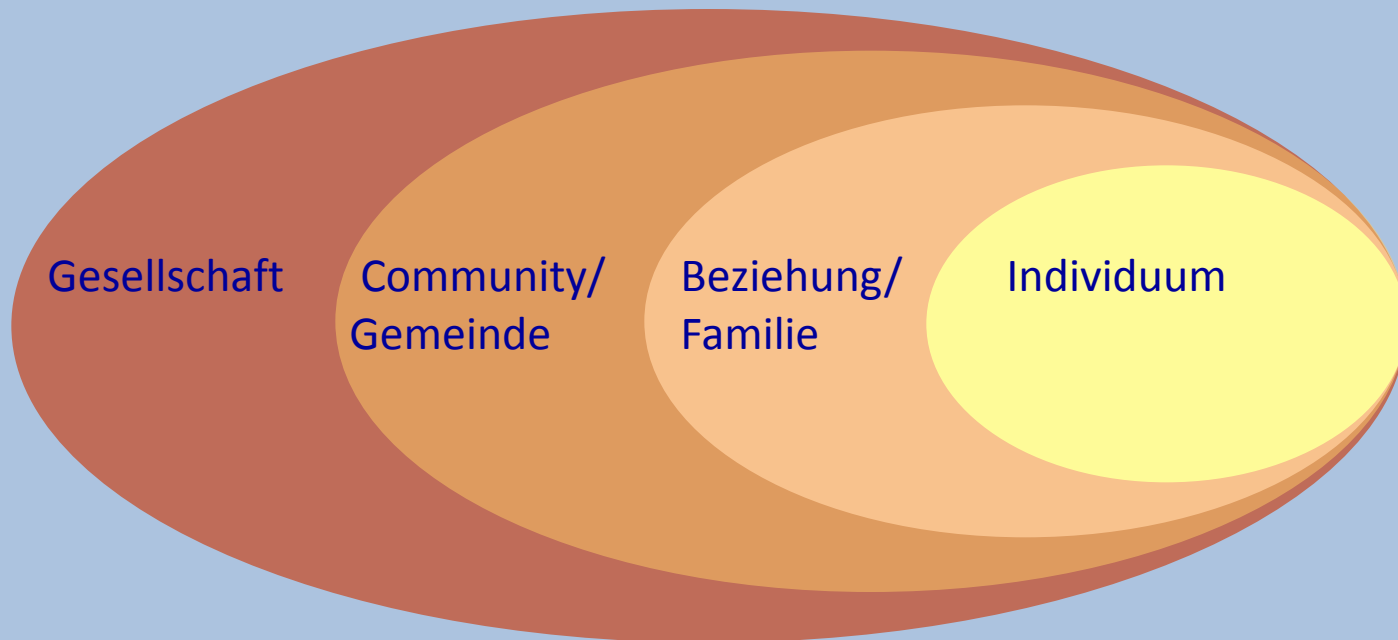 Gesellschaft
Community/
Gemeinde
Beziehung/
Familie
Individuum